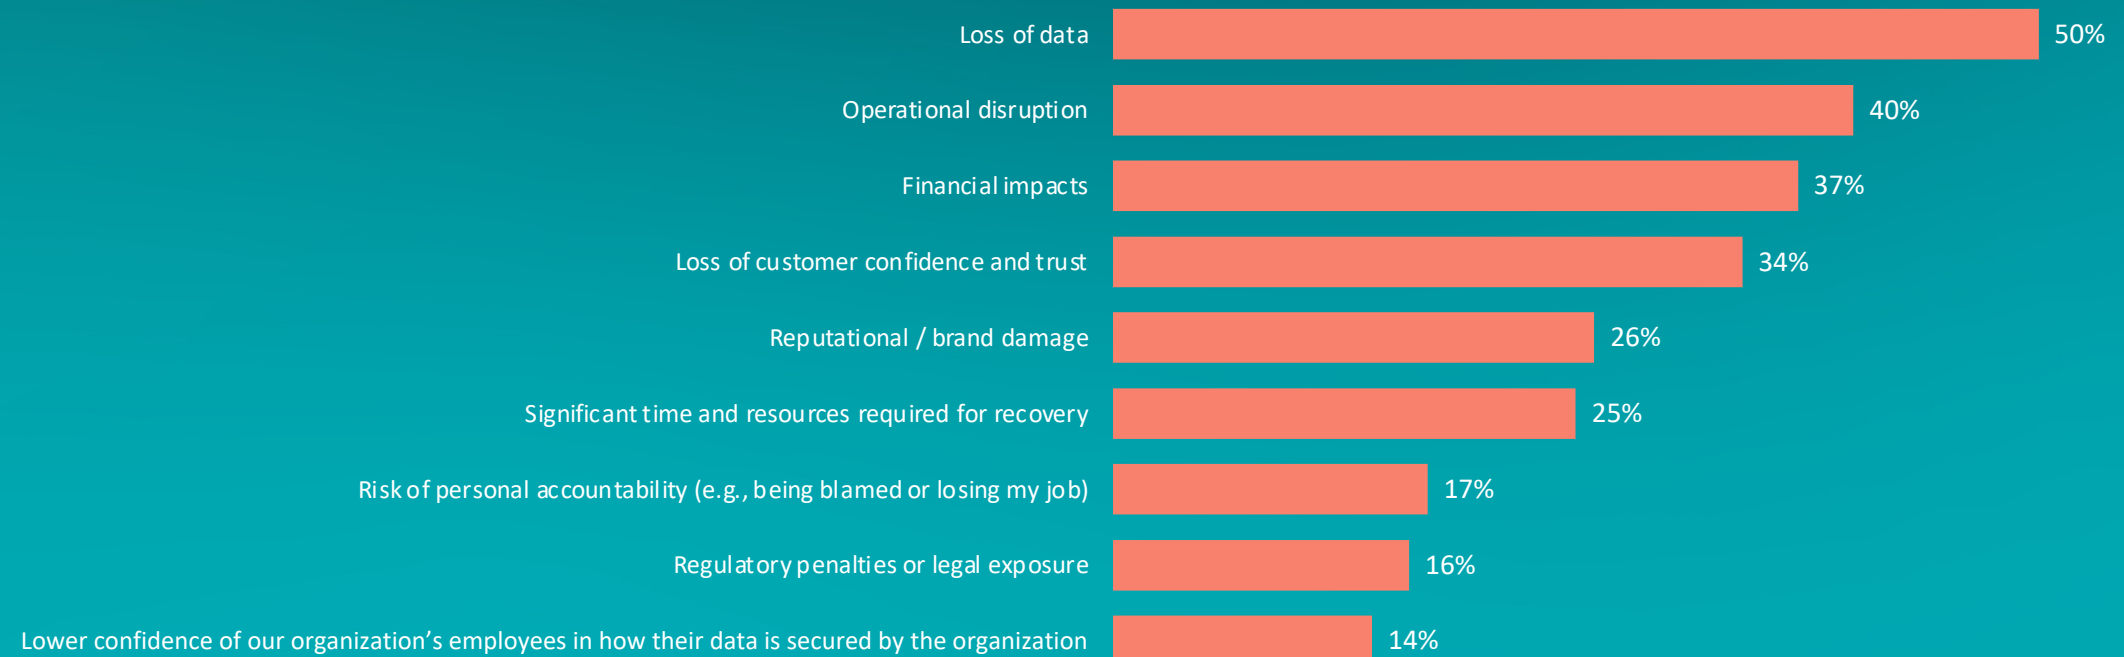 Loss of data 50%
Operational disruption 40%
Financial impacts 37%
Loss of customer confidence and trust 34%
Reputational / brand damage 26%
Significant time and resources required for recovery 25%
Risk of personal accountability (e.g., being blamed or losing my job) 17%
Regulatory penalties or legal exposure 16%
Lower confidence of our organization’s employees in how their data is secured by the organization 14%